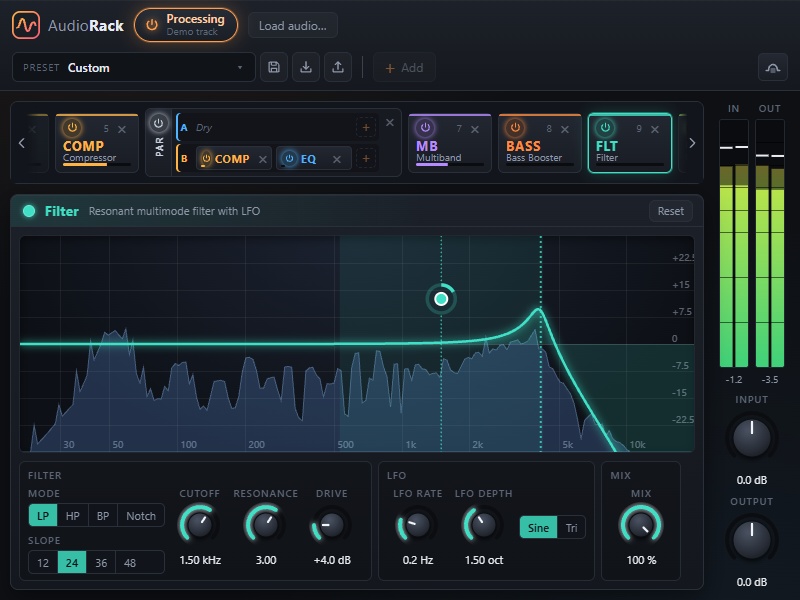 AudioRack
Processing
Demo track
Load audio...
PRESET Custom
+ Add
IN OUT
5
COMP
Compressor
PAR
A Dry
B COMP EQ
7
MB
Multiband
8
BASS
Bass Booster
9
FLT
Filter
Filter Resonant multimode filter with LFO
Reset
+22.5
+15
+7.5
0
-7.5
-15
-22.5
30 50 100 200 500 1k 2k 5k 10k
-1.2 -3.5
INPUT
0.0 dB
OUTPUT
0.0 dB
FILTER
MODE
LP HP BP Notch
SLOPE
12 24 36 48
CUTOFF RESONANCE DRIVE
1.50 kHz 3.00 +4.0 dB
LFO
LFO RATE LFO DEPTH
Sine Tri
0.2 Hz 1.50 oct
MIX
MIX
100 %